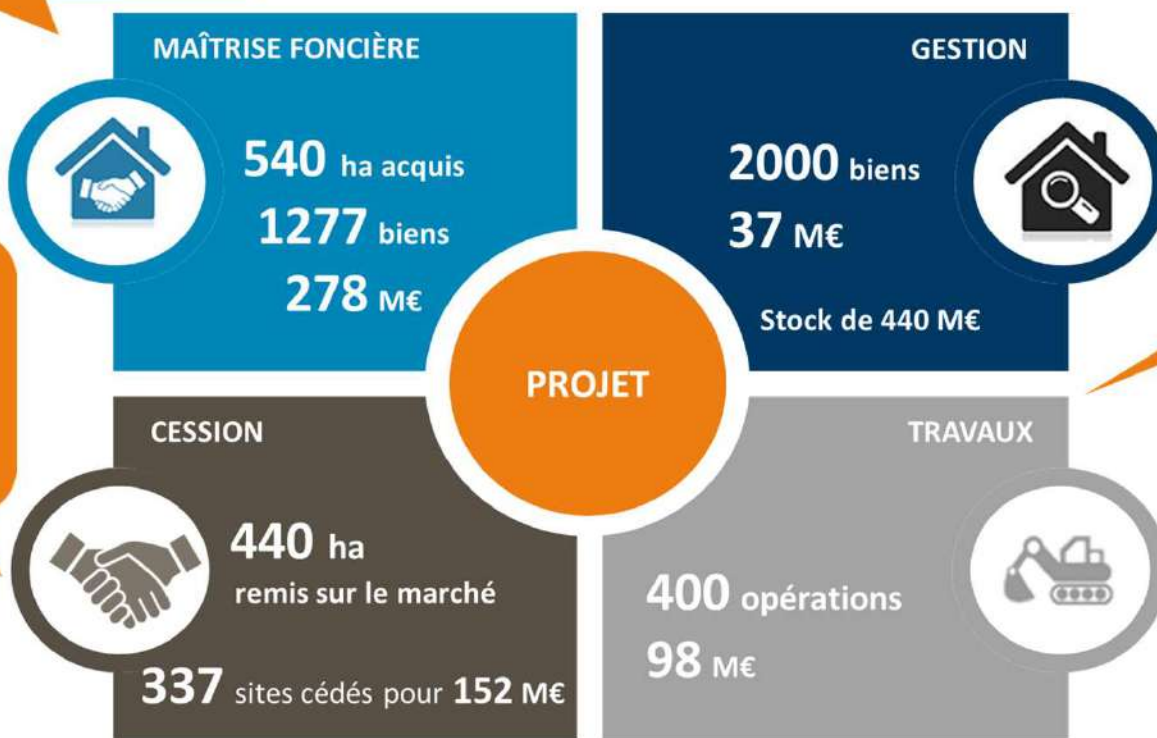 MAÎTRISE FONCIÈRE
540 ha acquis
1277 biens
278 M€
GESTION
2000 biens
37 M€
Stock de 440 M€
PROJET
CESSION
440 ha
remis sur le marché
337 sites cédés pour 152 M€
TRAVAUX
400 opérations
98 M€